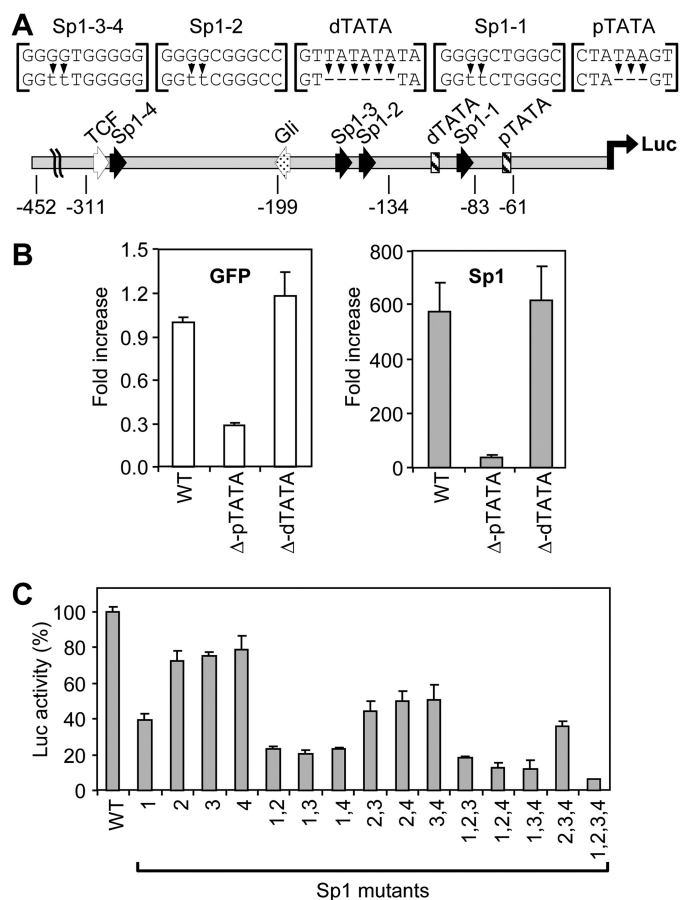 A
Sp1-3-4 Sp1-2 dTATA Sp1-1 pTATA
GGGGTGGGGG GGGGCGGGCC GTTATATATA GGGGCTGGGC CTATAAGT
GGttTGGGGG GGttCGGGCC GT------TA GGttCTGGGC CTA---GT
TCF Sp1-4 Gli Sp1-3 Sp1-2 dTATA Sp1-1 pTATA Luc
-452 -311 -199 -134 -83 -61
B
GFP
Fold increase
1.5
1.2
0.9
0.6
0.3
0.0
WT Δ-pTATA Δ-dTATA
Sp1
Fold increase
800
600
400
200
0
WT Δ-pTATA Δ-dTATA
C
Luc activity (%)
100
80
60
40
20
0
WT 1 2 3 4 1,2 1,3 1,4 2,3 2,4 3,4 1,2,3 1,2,4 1,3,4 2,3,4 1,2,3,4
Sp1 mutants